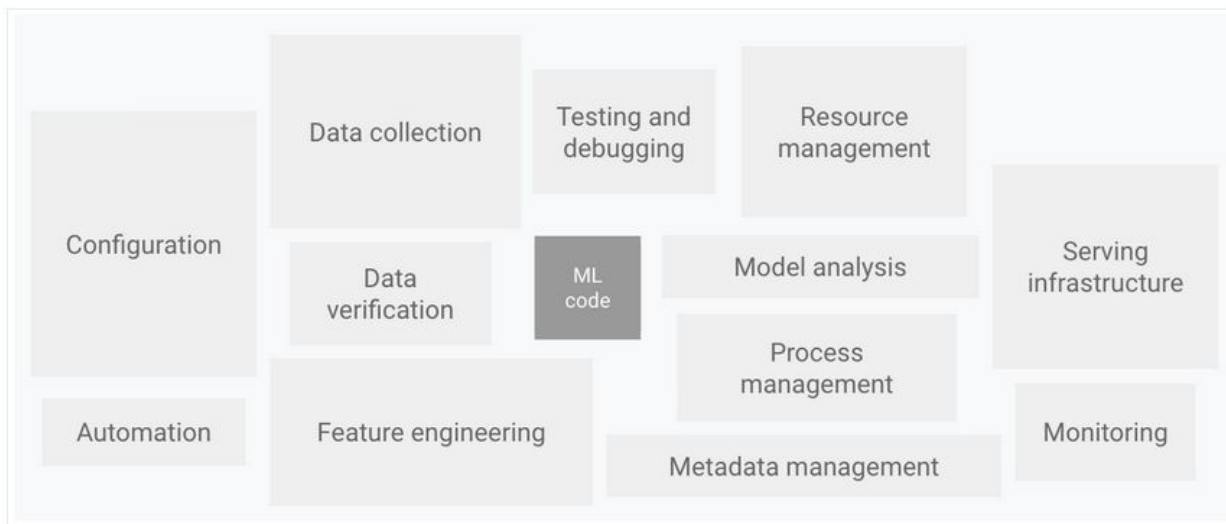 Data collection
Testing and
debugging
Resource
management
Configuration
Data
verification
ML
code
Model analysis
Serving
infrastructure
Process
management
Automation
Feature engineering
Metadata management
Monitoring